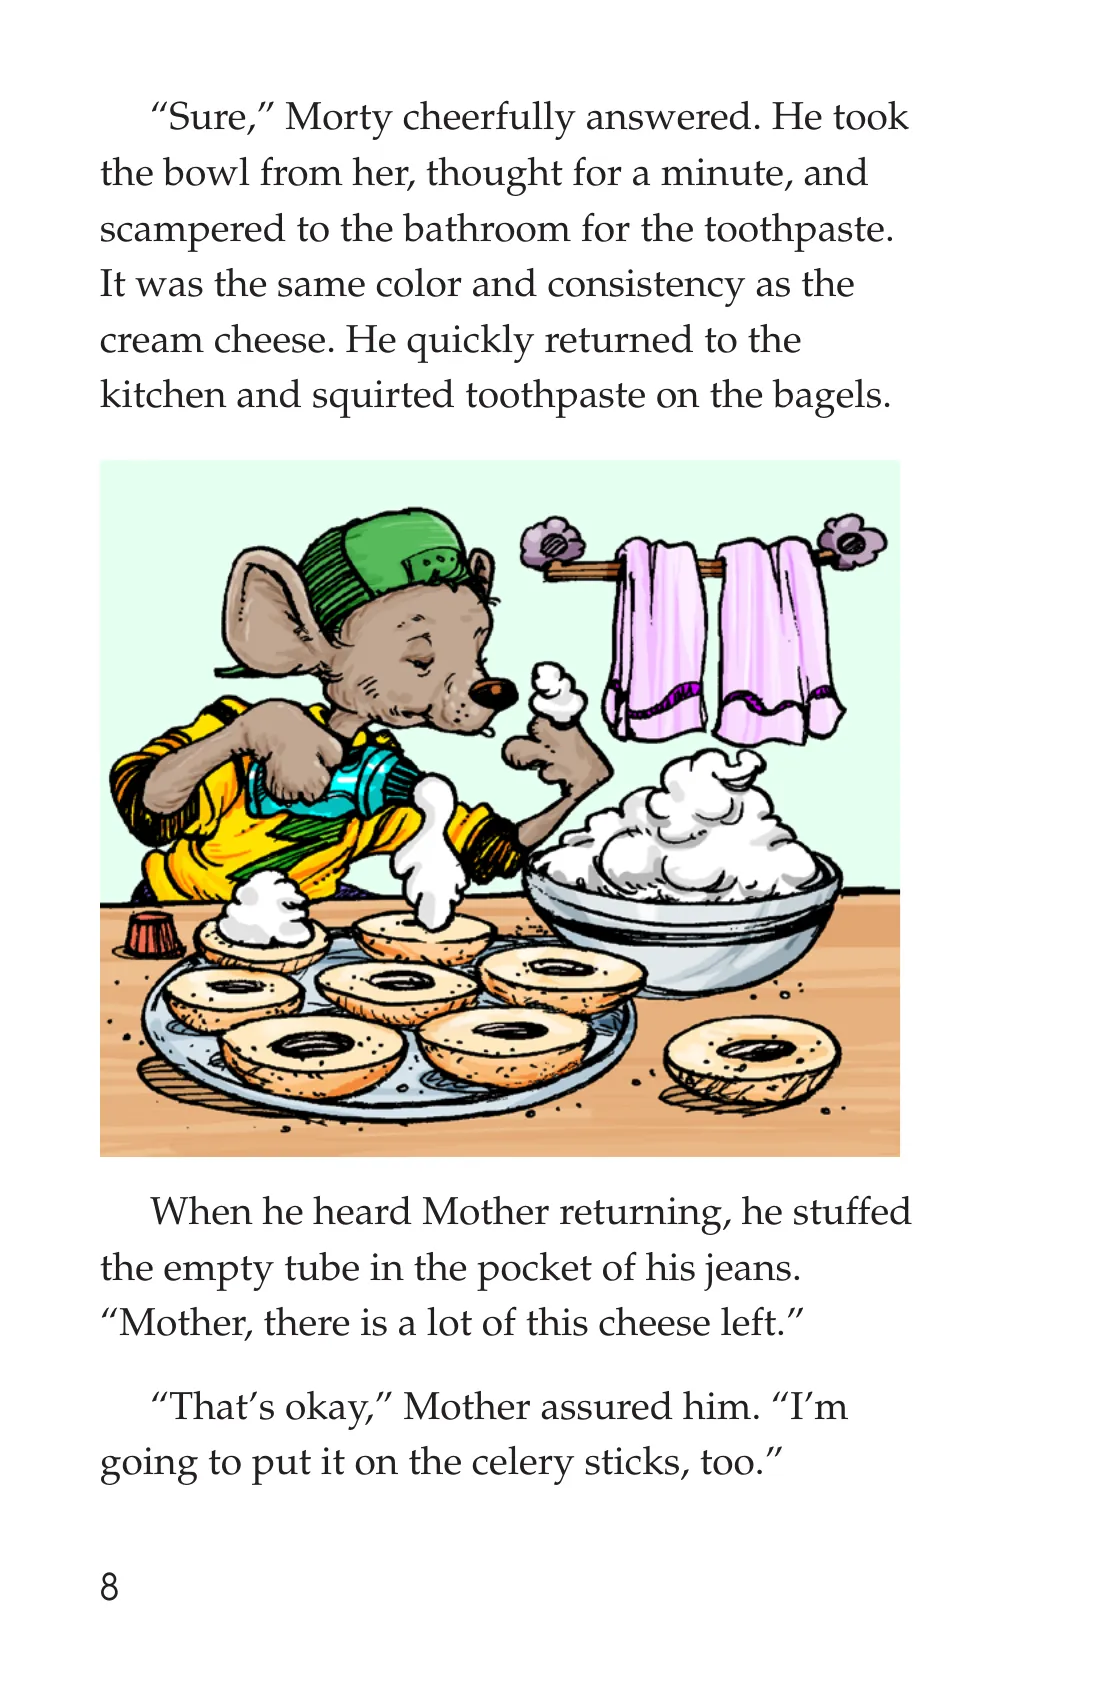 “Sure,” Morty cheerfully answered. He took
the bowl from her, thought for a minute, and
scampered to the bathroom for the toothpaste.
It was the same color and consistency as the
cream cheese. He quickly returned to the
kitchen and squirted toothpaste on the bagels.
When he heard Mother returning, he stuffed
the empty tube in the pocket of his jeans.
“Mother, there is a lot of this cheese left.”
“That’s okay,” Mother assured him. “I’m
going to put it on the celery sticks, too.”
8